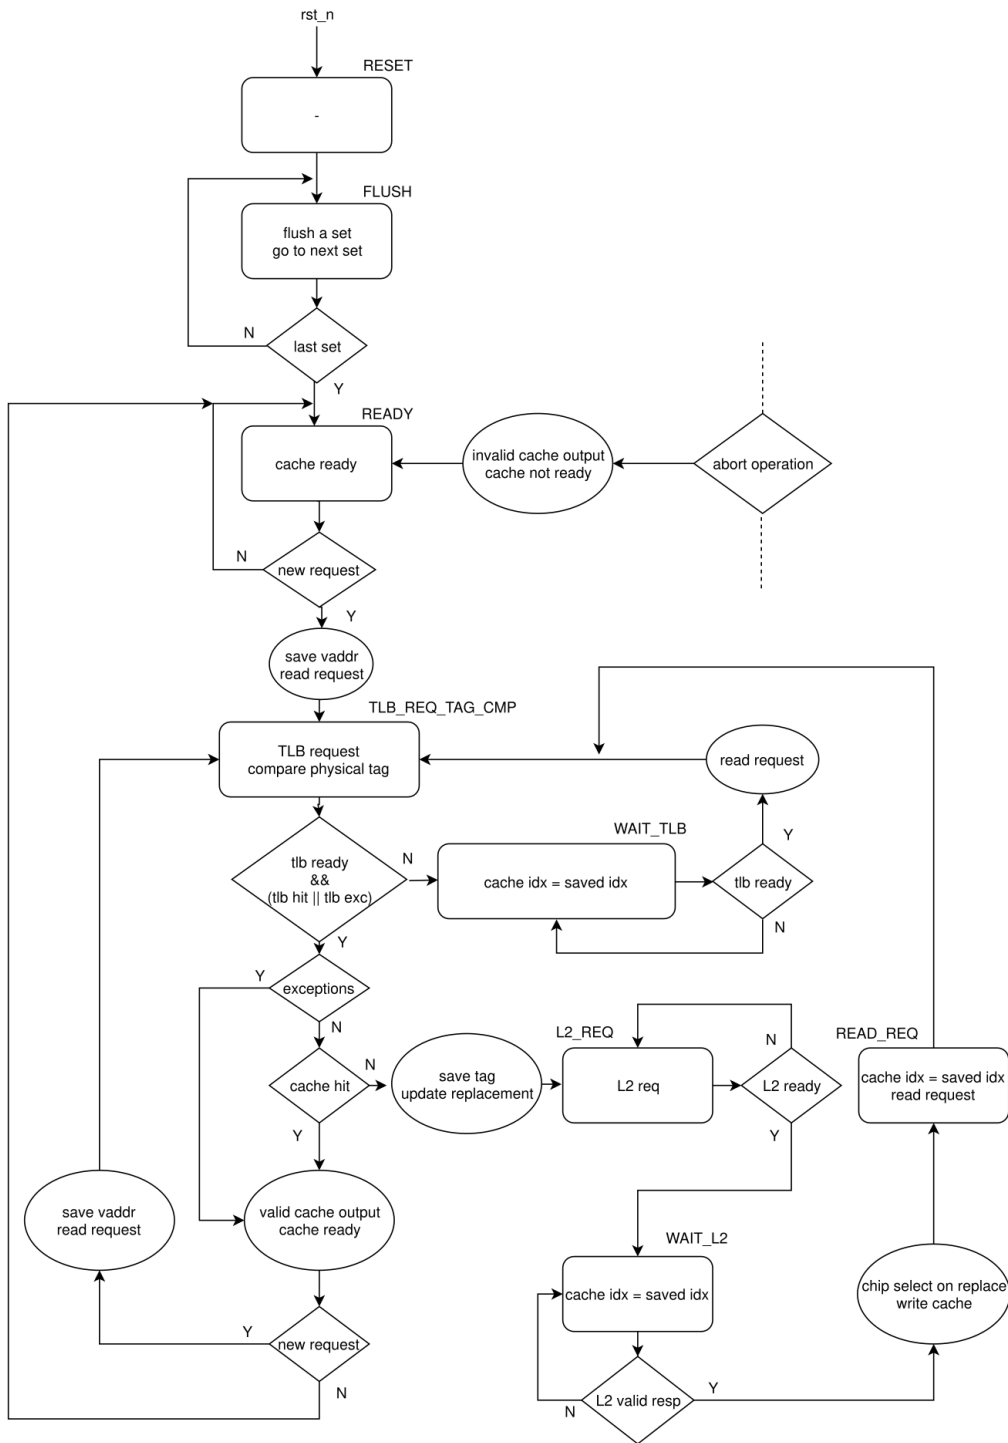 rst_n
RESET
-
FLUSH
flush a set
go to next set
N
last set
Y
READY
cache ready
invalid cache output
cache not ready
abort operation
N
new request
Y
save vaddr
read request
TLB_REQ_TAG_CMP
TLB request
compare physical tag
read request
WAIT_TLB
Y
tlb ready
&&
(tlb hit || tlb exc)
N
cache idx = saved idx
tlb ready
N
Y
Y
exceptions
N
L2_REQ
N
READ_REQ
cache hit
N
save tag
update replacement
L2 req
L2 ready
cache idx = saved idx
read request
Y
Y
save vaddr
read request
valid cache output
cache ready
WAIT_L2
cache idx = saved idx
chip select on replace
write cache
Y
new request
N
L2 valid resp
Y
N